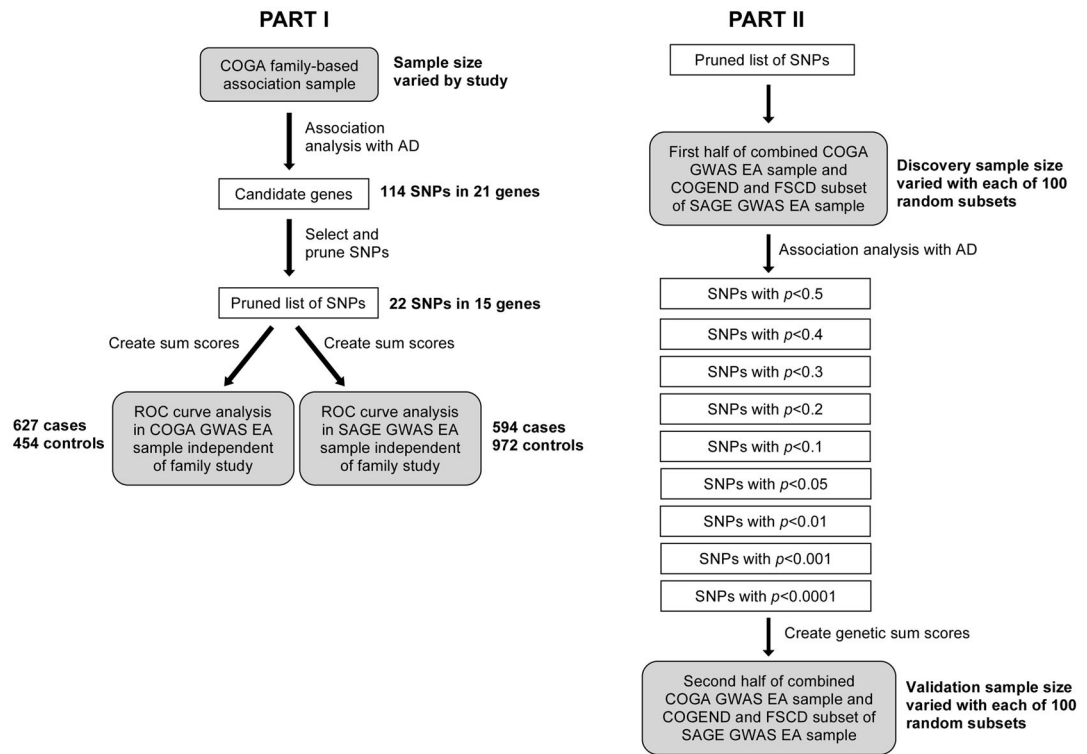 PART I
COGA family-based
association sample
Sample size
varied by study
Association
analysis with AD
Candidate genes
114 SNPs in 21 genes
Select and
prune SNPs
Pruned list of SNPs
22 SNPs in 15 genes
Create sum scores
Create sum scores
627 cases
454 controls
ROC curve analysis
in COGA GWAS EA
sample independent
of family study
ROC curve analysis
in SAGE GWAS EA
sample independent
of family study
594 cases
972 controls
PART II
Pruned list of SNPs
First half of combined COGA
GWAS EA sample and
COGEND and FSCD subset
of SAGE GWAS EA sample
Discovery sample size
varied with each of 100
random subsets
Association analysis with AD
SNPs with p<0.5
SNPs with p<0.4
SNPs with p<0.3
SNPs with p<0.2
SNPs with p<0.1
SNPs with p<0.05
SNPs with p<0.01
SNPs with p<0.001
SNPs with p<0.0001
Create genetic sum scores
Second half of combined
COGA GWAS EA sample and
COGEND and FSCD subset of
SAGE GWAS EA sample
Validation sample size
varied with each of 100
random subsets